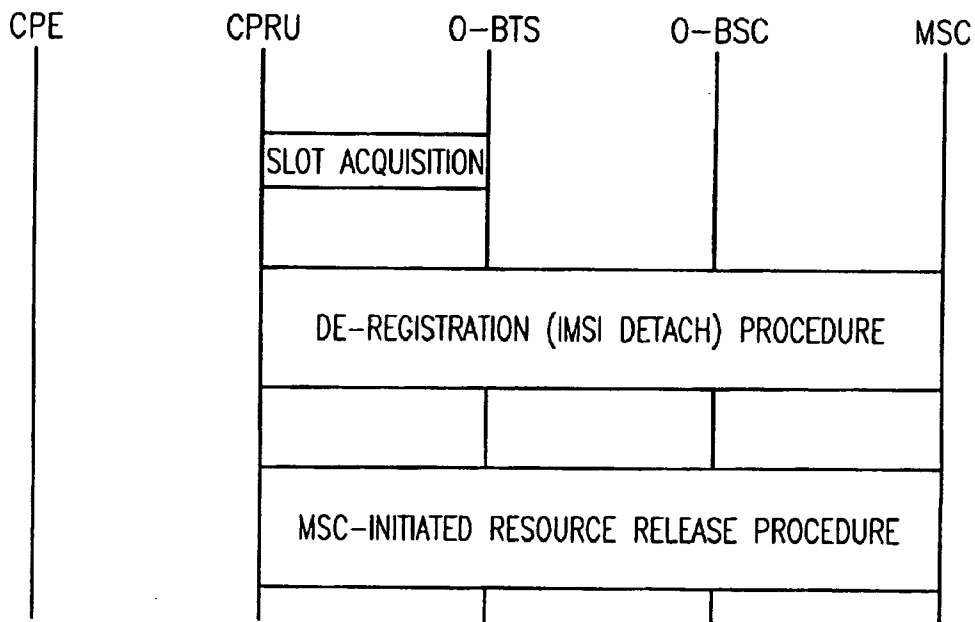 CPE CPRU O-BTS O-BSC MSC
SLOT ACQUISITION
DE-REGISTRATION (IMSI DETACH) PROCEDURE
MSC-INITIATED RESOURCE RELEASE PROCEDURE